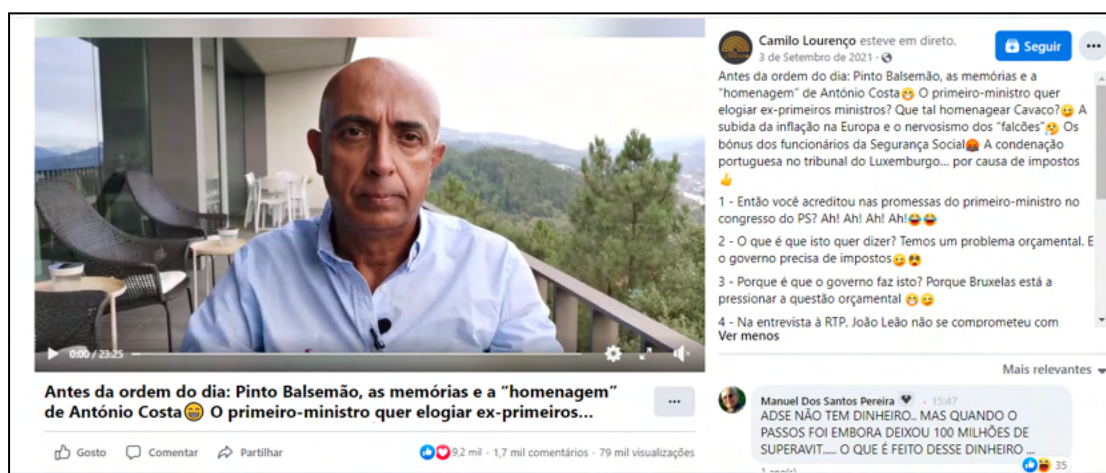 Camilo Lourenço esteve em direto.
3 de Setembro de 2021 ·
Seguir
Antes da ordem do dia: Pinto Balsemão, as memórias e a
"homenagem" de António Costa😁 O primeiro-ministro quer
elogiar ex-primeiros ministros? Que tal homenagear Cavaco?😉 A
subida da inflação na Europa e o nervosismo dos "falcões"🤔 Os
bónus dos funcionários da Segurança Social😡 A condenação
portuguesa no tribunal do Luxemburgo... por causa de impostos
👍
1 - Então você acreditou nas promessas do primeiro-ministro no
congresso do PS? Ah! Ah! Ah! Ah!😂😂
2 - O que é que isto quer dizer? Temos um problema orçamental. E
o governo precisa de impostos😉😲
3 - Porque é que o governo faz isto? Porque Bruxelas está a
pressionar a questão orçamental 😁😉
4 - Na entrevista à RTP, João Leão não se comprometeu com
Ver menos
0:00 / 23:25
Antes da ordem do dia: Pinto Balsemão, as memórias e a "homenagem"
de António Costa😁 O primeiro-ministro quer elogiar ex-primeiros...
...
Gosto Comentar Partilhar 9,2 mil · 1,7 mil comentários · 79 mil visualizações
Mais relevantes
Manuel Dos Santos Pereira · 15:47
ADSE NÃO TEM DINHEIRO.. MAS QUANDO O
PASSOS FOI EMBORA DEIXOU 100 MILHÕES DE
SUPERAVIT..... O QUE É FEITO DESSE DINHEIRO ...
35